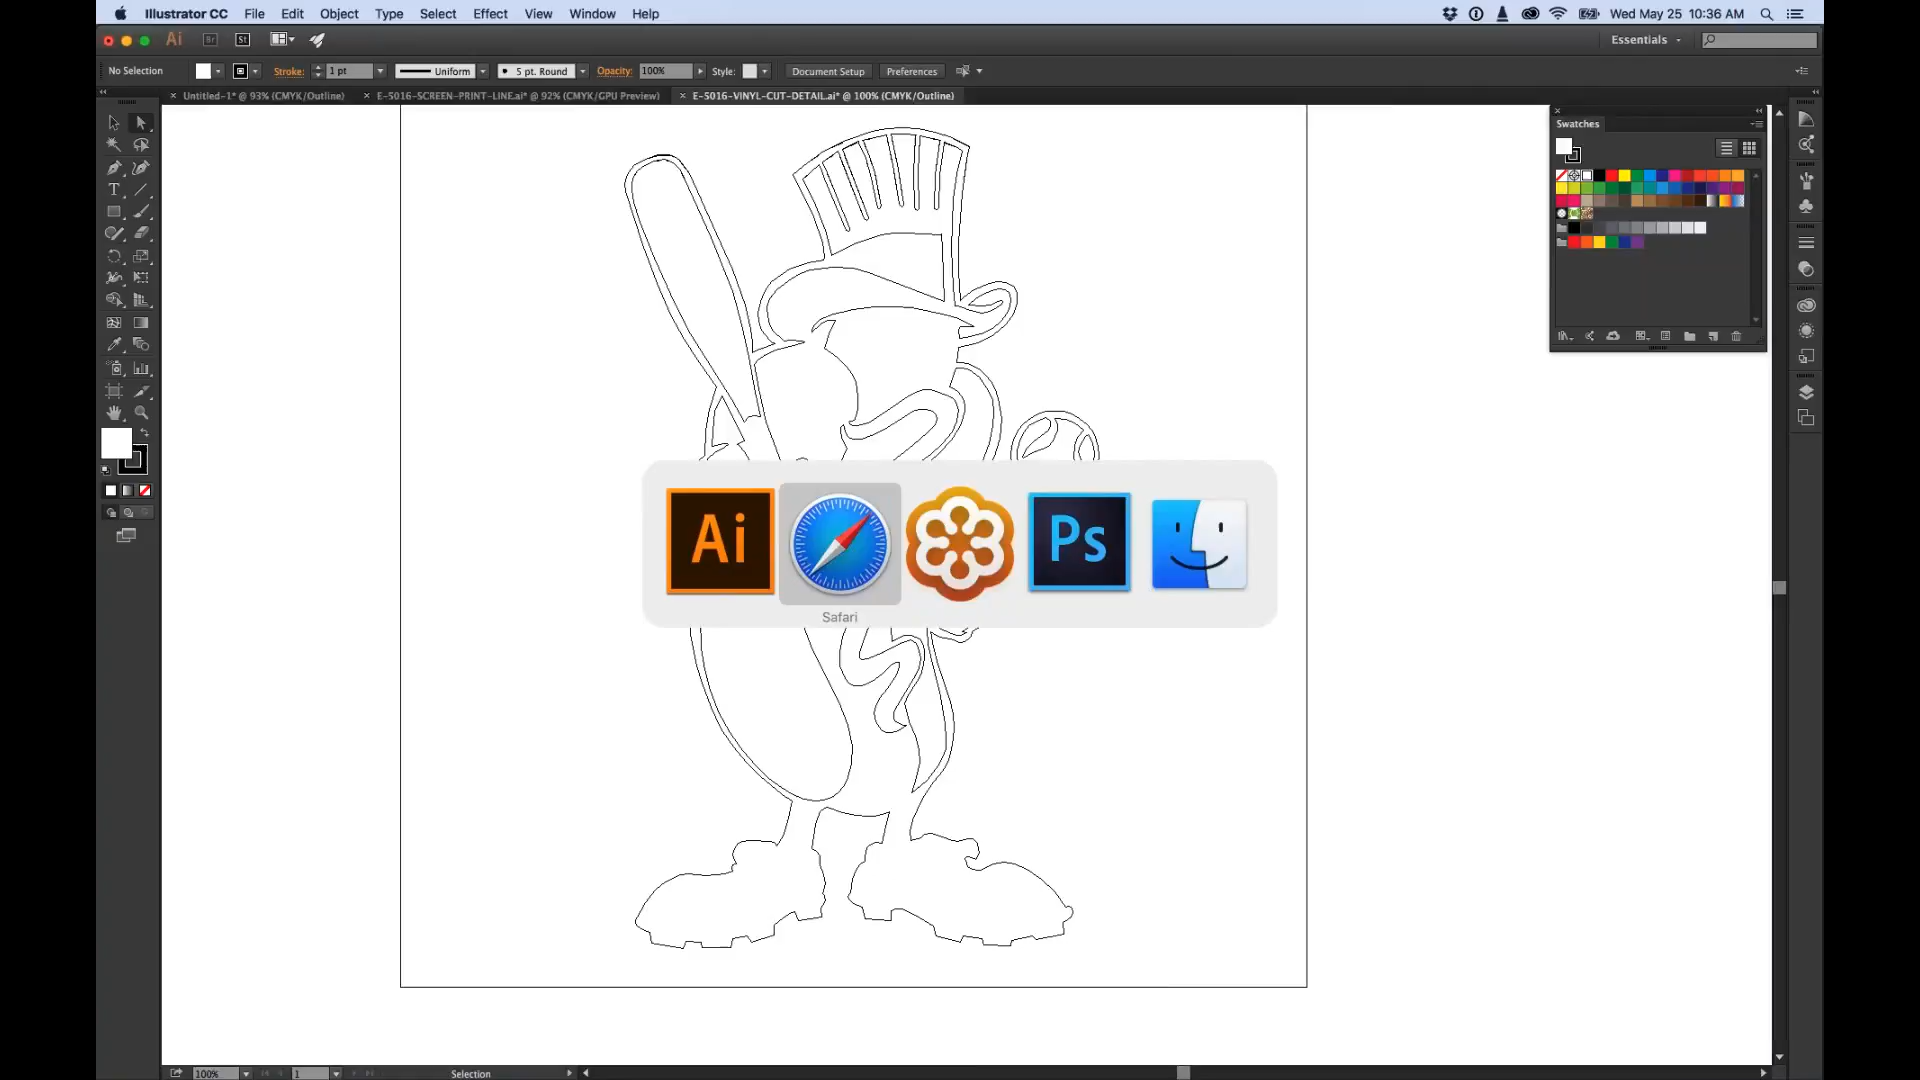 Illustrator CC File Edit Object Type Select Effect View Window Help
Wed May 25 10:36 AM
Ai Br St
Essentials
No Selection Stroke: 1 pt Uniform 5 pt. Round Opacity: 100% Style: Document Setup Preferences
Untitled-1* @ 93% (CMYK/Outline) E-5016-SCREEN-PRINT-LINE.ai* @ 92% (CMYK/GPU Preview) E-5016-VINYL-CUT-DETAIL.ai* @ 100% (CMYK/Outline)
Swatches
T
Ai Ps
Safari
100% 1 Selection